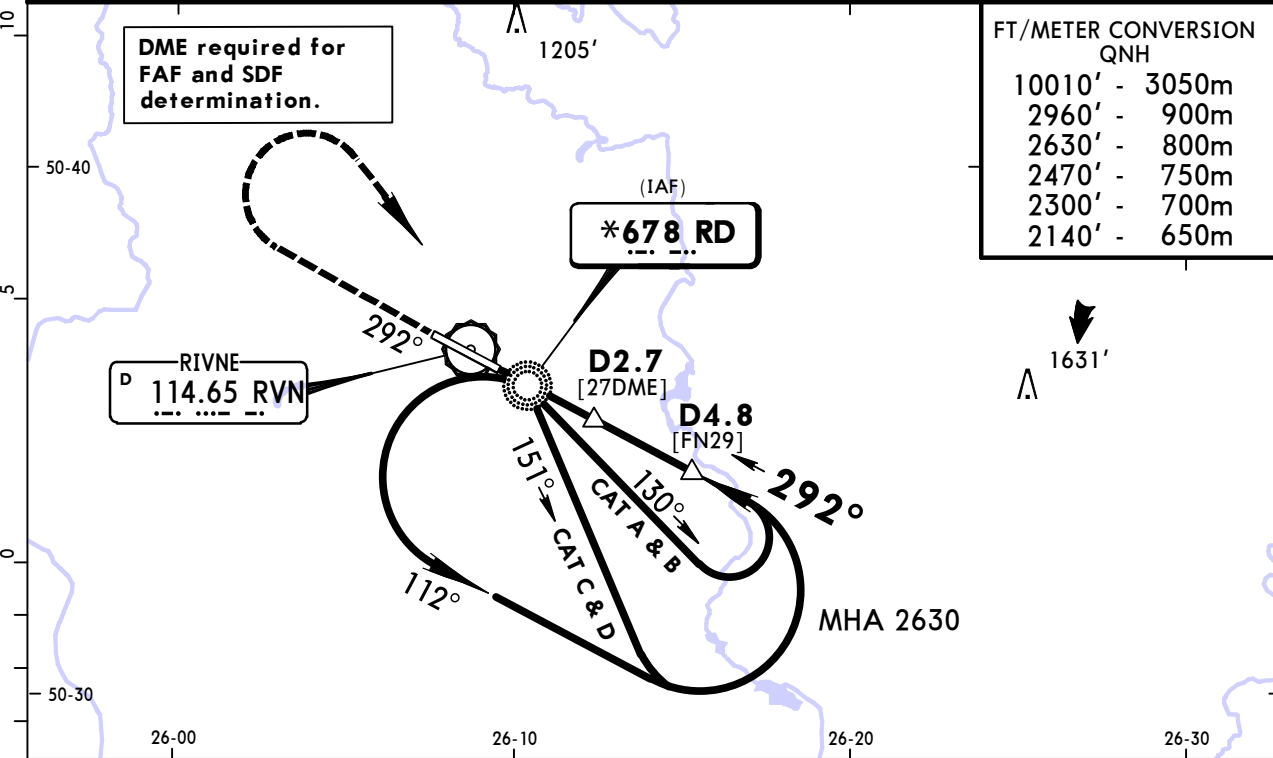 10
DME required for
FAF and SDF
determination.
1205'
FT/METER CONVERSION
QNH
10010' - 3050m
2960' - 900m
2630' - 800m
2470' - 750m
2300' - 700m
2140' - 650m
50-40
(IAF)
*678 RD
5
292°
1631'
RIVNE
D 114.65 RVN
D2.7
[27DME]
D4.8
[FN29]
292°
151°
130°
CAT A & B
CAT C & D
0
112°
MHA 2630
50-30
26-00
26-10
26-20
26-30